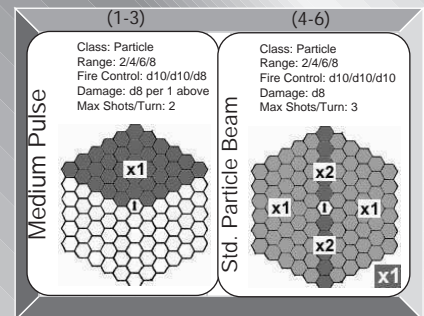 (1-3)
Medium Pulse
Class: Particle
Range: 2/4/6/8
Fire Control: d10/d10/d8
Damage: d8 per 1 above
Max Shots/Turn: 2
x1
(4-6)
Std. Particle Beam
Class: Particle
Range: 2/4/6/8
Fire Control: d10/d10/d10
Damage: d8
Max Shots/Turn: 3
x2
x1 x1
x2
x1